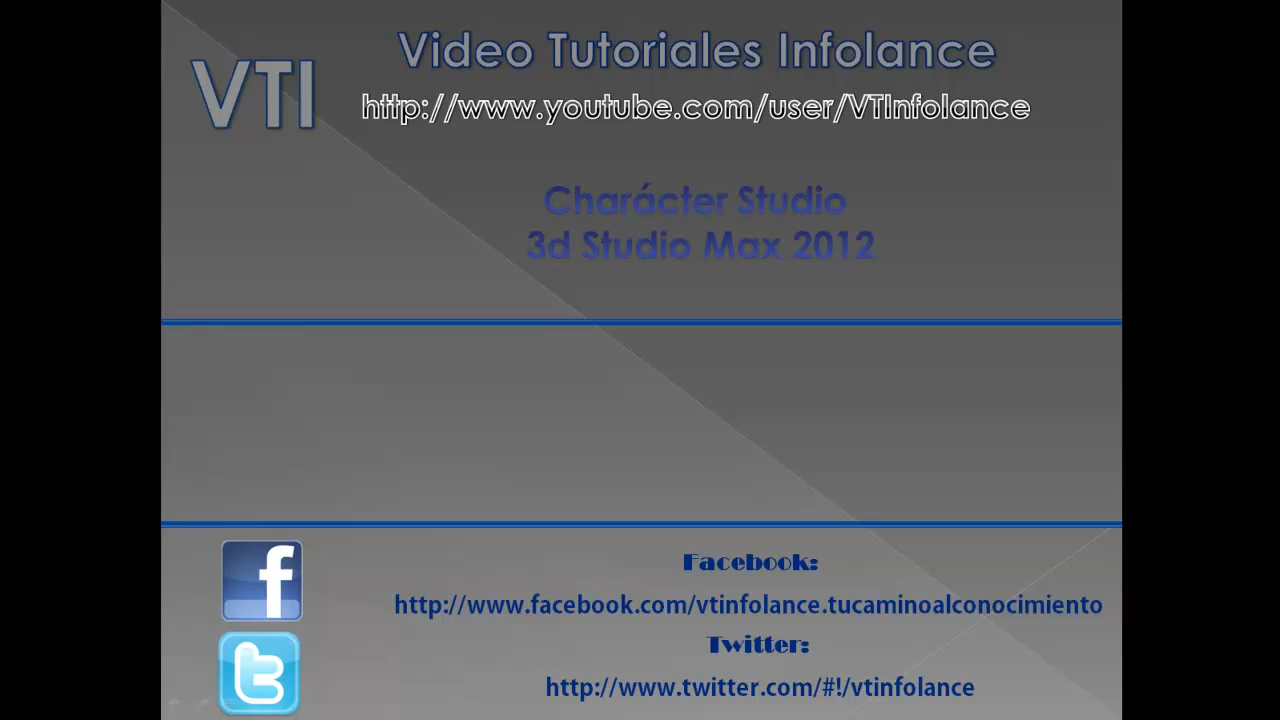 VTI
Video Tutoriales Infolance
http://www.youtube.com/user/VTInfolance
Charácter Studio
3d Studio Max 2012
Facebook:
http://www.facebook.com/vtinfolance.tucaminoalconocimiento
Twitter:
http://www.twitter.com/#!/vtinfolance